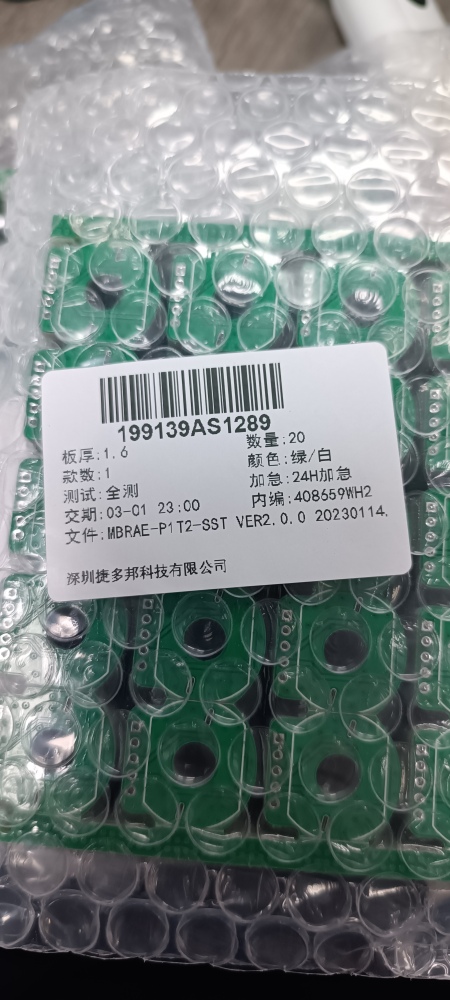 199139AS1289
板厚:1.6 数量:20
款数:1 颜色:绿/白
测试:全测 加急:24H加急
交期:03-01 23:00 内编:408659WH2
文件:MBRAE-P1T2-SST VER2.0.0 20230114.
深圳捷多邦科技有限公司